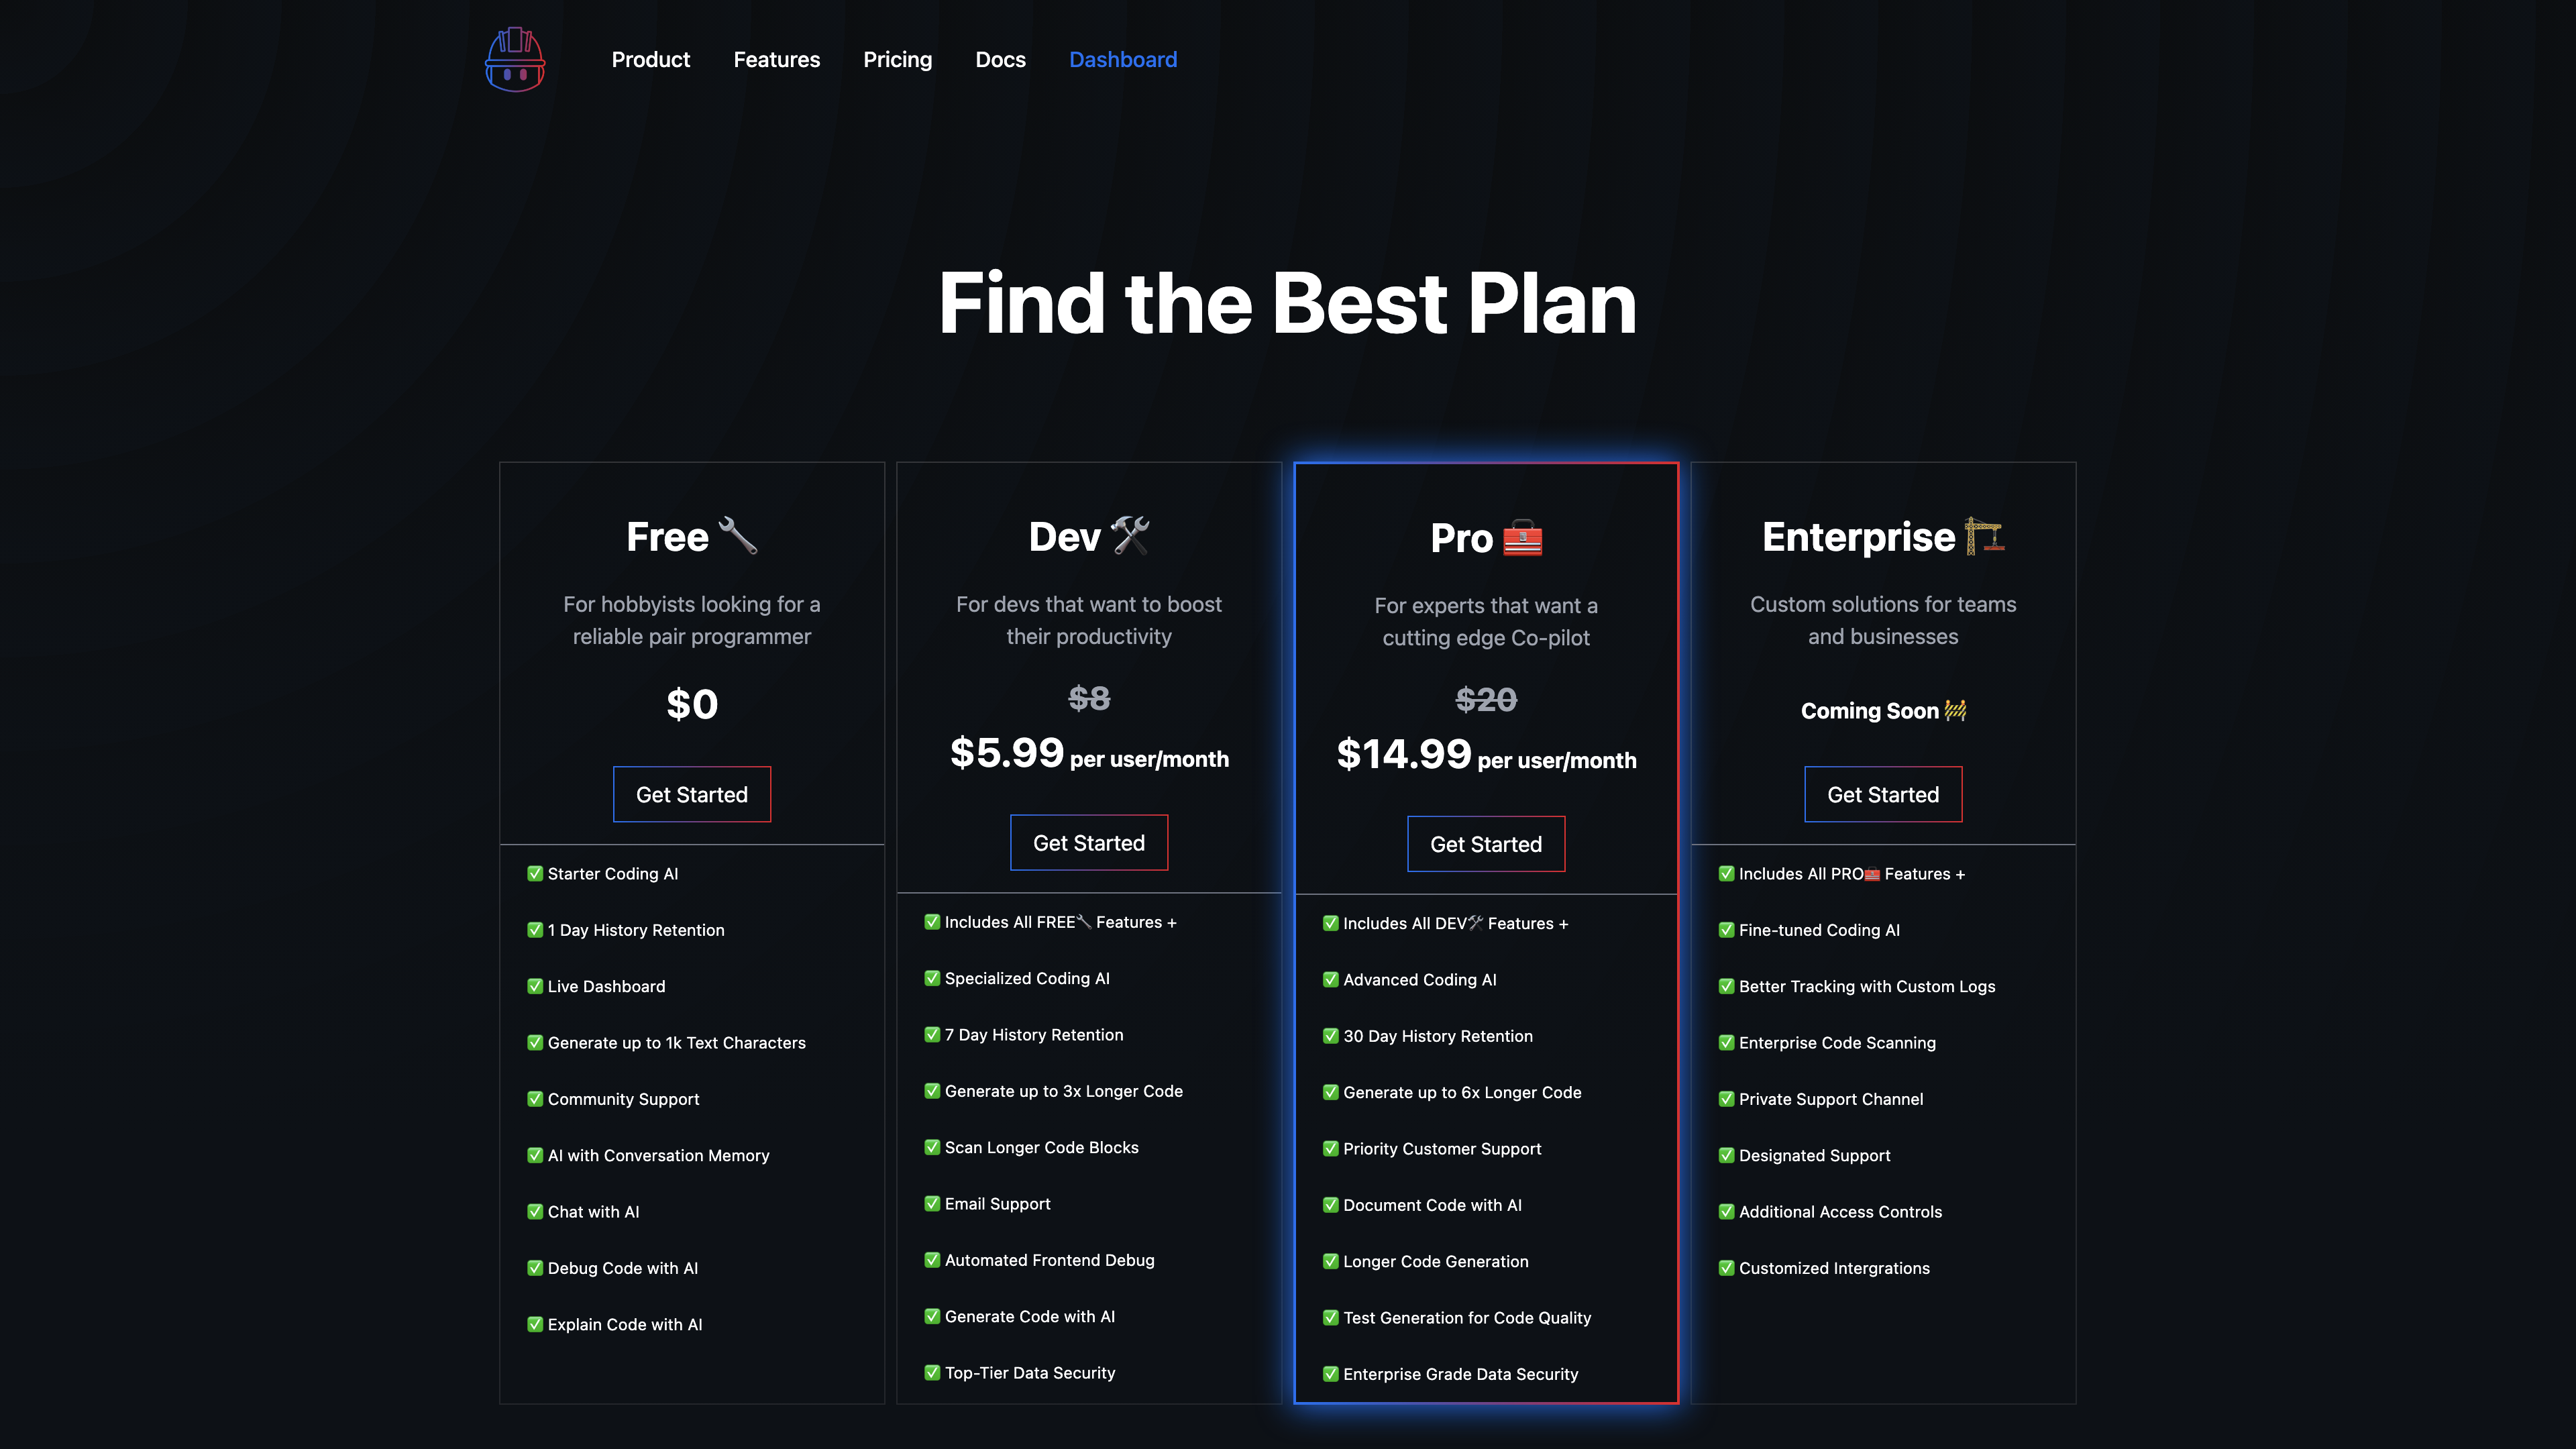 Product Features Pricing Docs Dashboard
Find the Best Plan
Free
For hobbyists looking for a
reliable pair programmer
$0
Get Started
✅ Starter Coding AI
✅ 1 Day History Retention
✅ Live Dashboard
✅ Generate up to 1k Text Characters
✅ Community Support
✅ AI with Conversation Memory
✅ Chat with AI
✅ Debug Code with AI
✅ Explain Code with AI
Dev
For devs that want to boost
their productivity
$8
$5.99 per user/month
Get Started
✅ Includes All FREE🔧 Features +
✅ Specialized Coding AI
✅ 7 Day History Retention
✅ Generate up to 3x Longer Code
✅ Scan Longer Code Blocks
✅ Email Support
✅ Automated Frontend Debug
✅ Generate Code with AI
✅ Top-Tier Data Security
Pro
For experts that want a
cutting edge Co-pilot
$20
$14.99 per user/month
Get Started
✅ Includes All DEV🛠 Features +
✅ Advanced Coding AI
✅ 30 Day History Retention
✅ Generate up to 6x Longer Code
✅ Priority Customer Support
✅ Document Code with AI
✅ Longer Code Generation
✅ Test Generation for Code Quality
✅ Enterprise Grade Data Security
Enterprise
Custom solutions for teams
and businesses
Coming Soon 🚧
Get Started
✅ Includes All PRO🧰 Features +
✅ Fine-tuned Coding AI
✅ Better Tracking with Custom Logs
✅ Enterprise Code Scanning
✅ Private Support Channel
✅ Designated Support
✅ Additional Access Controls
✅ Customized Intergrations